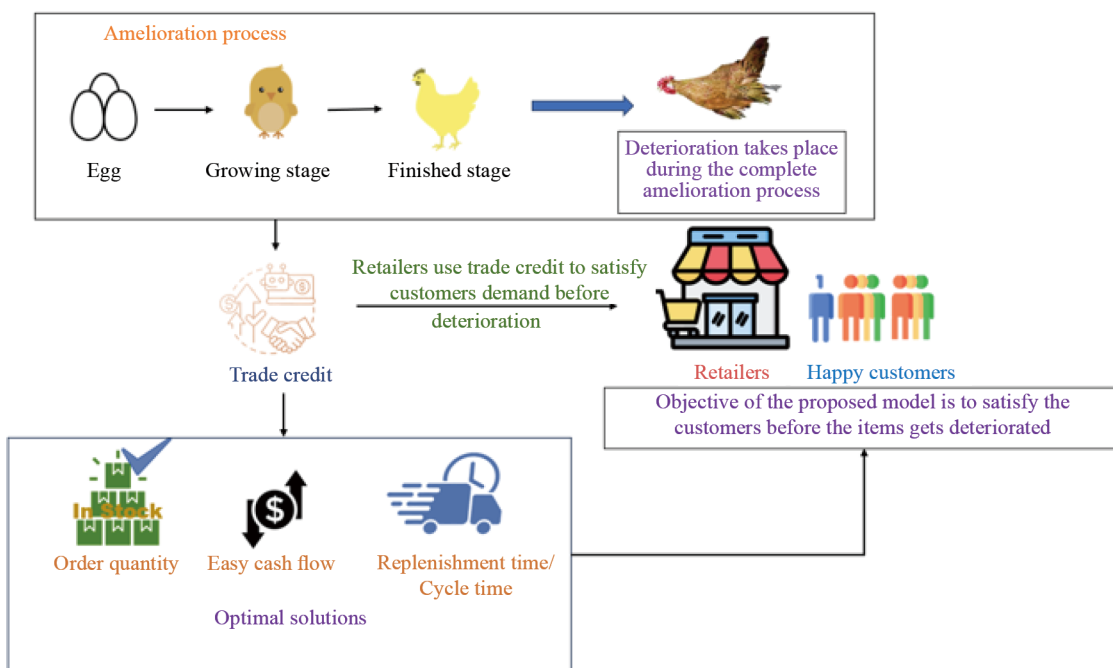 Amelioration process
Egg
Growing stage
Finished stage
Deterioration takes place
during the complete
amelioration process
Retailers use trade credit to satisfy
customers demand before
deterioration
Trade credit
Retailers
Happy customers
Objective of the proposed model is to satisfy the
customers before the items gets deteriorated
In Stock
Order quantity
Easy cash flow
Replenishment time/
Cycle time
Optimal solutions